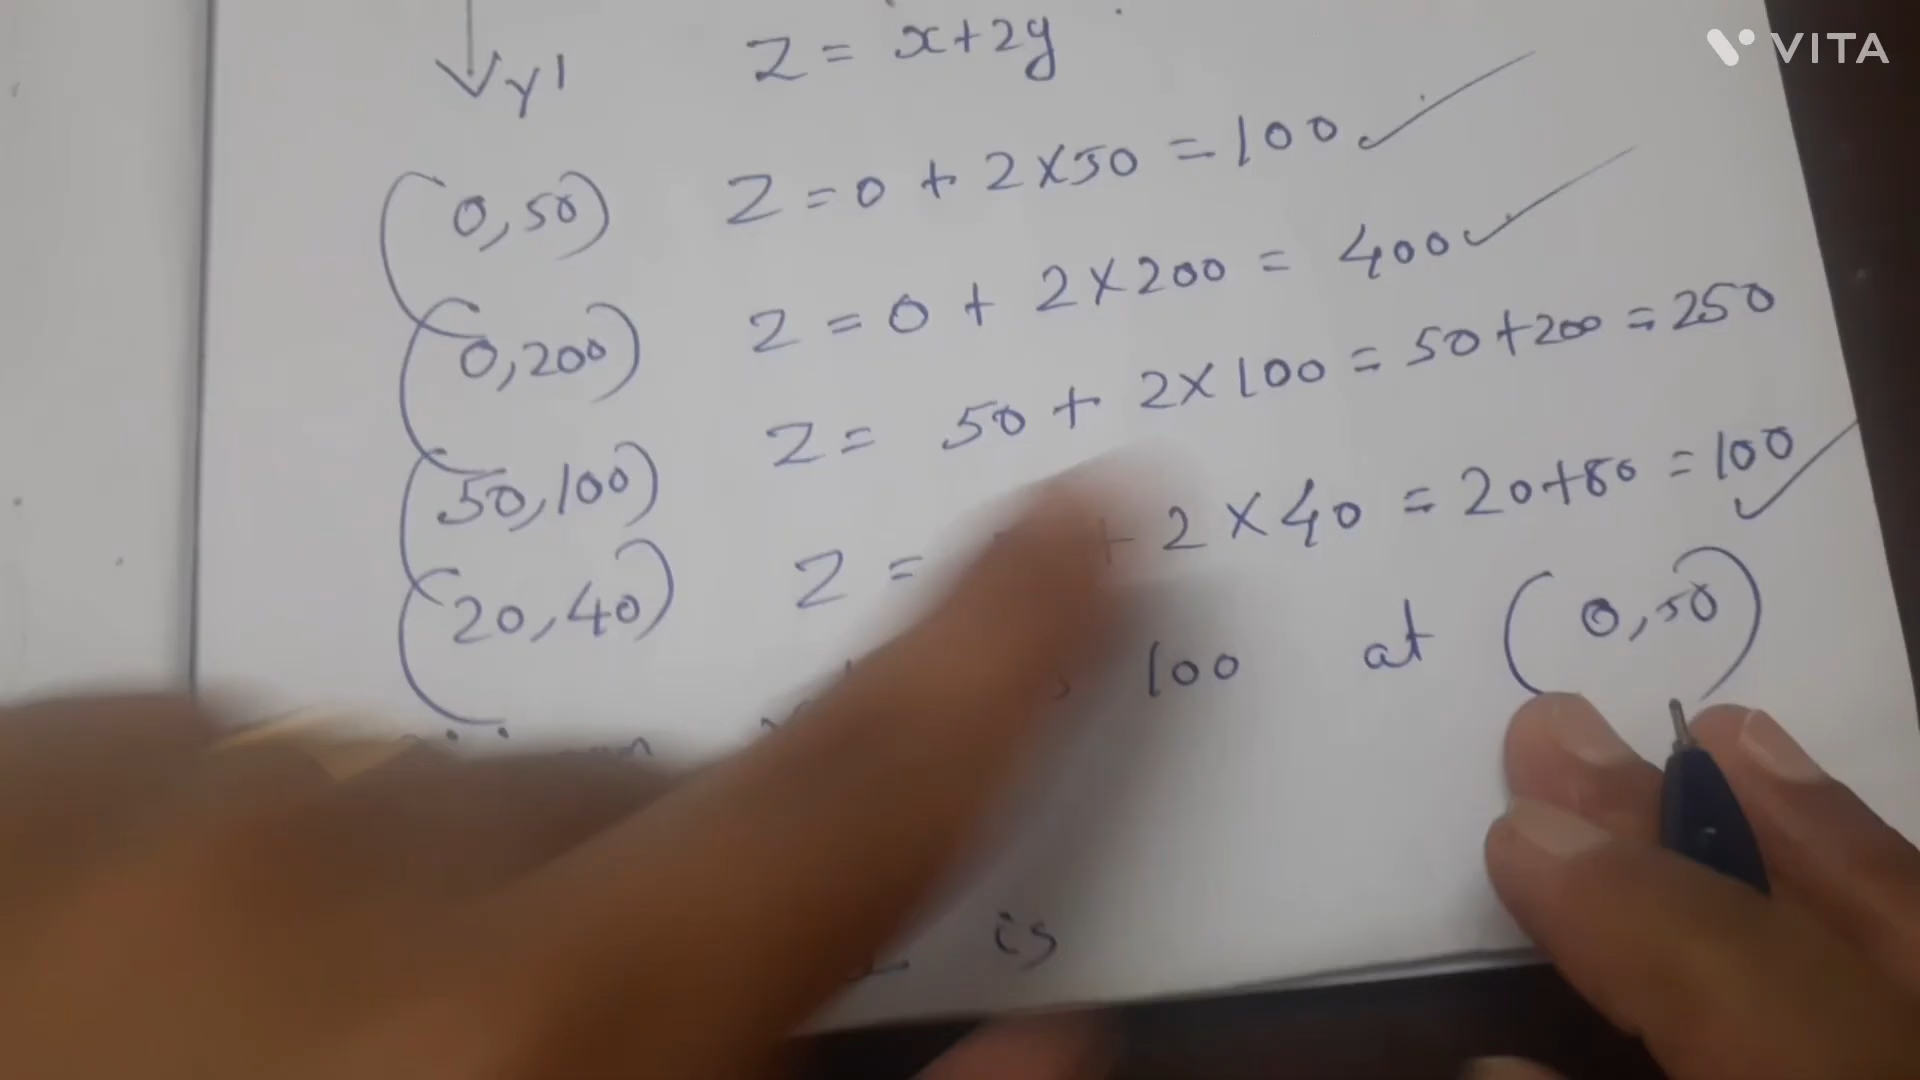 Z = x+2y
VITA
Y'
(0,50) Z = 0 + 2×50 = 100 ✓
(0,200) Z = 0 + 2×200 = 400 ✓
(50,100) Z = 50 + 2×100 = 50+200 = 250
(20,40) Z = + 2×40 = 20+80 = 100 ✓
100 at (0,50)
is